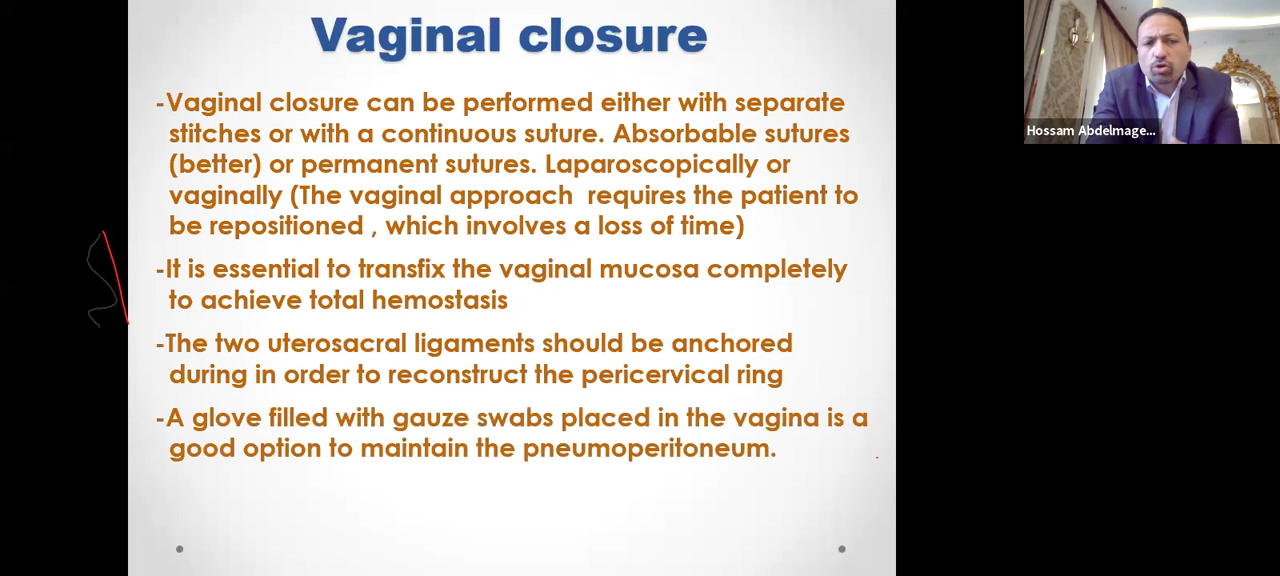 Vaginal closure
-Vaginal closure can be performed either with separate
stitches or with a continuous suture. Absorbable sutures
(better) or permanent sutures. Laparoscopically or
vaginally (The vaginal approach requires the patient to
be repositioned , which involves a loss of time)
-It is essential to transfix the vaginal mucosa completely
to achieve total hemostasis
-The two uterosacral ligaments should be anchored
during in order to reconstruct the pericervical ring
-A glove filled with gauze swabs placed in the vagina is a
good option to maintain the pneumoperitoneum.
Hossam Abdelmage...